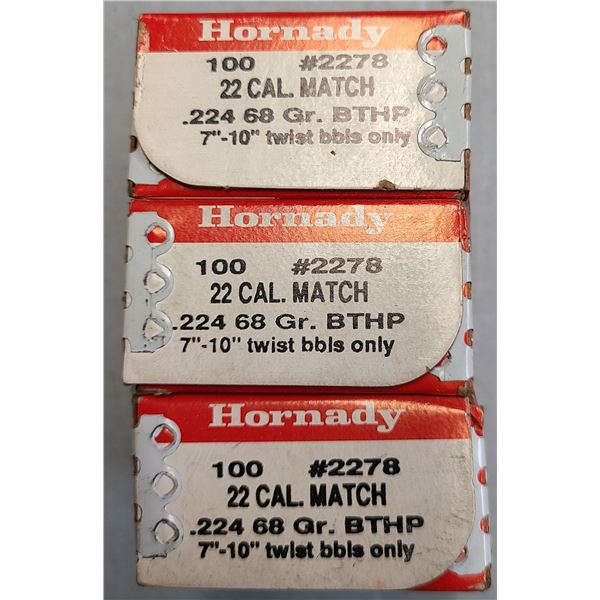 Hornady
100 #2278
22 CAL. MATCH
.224 68 Gr. BTHP
7"-10" twist bbls only
Hornady
100 #2278
22 CAL. MATCH
.224 68 Gr. BTHP
7"-10" twist bbls only
Hornady
100 #2278
22 CAL. MATCH
.224 68 Gr. BTHP
7"-10" twist bbls only